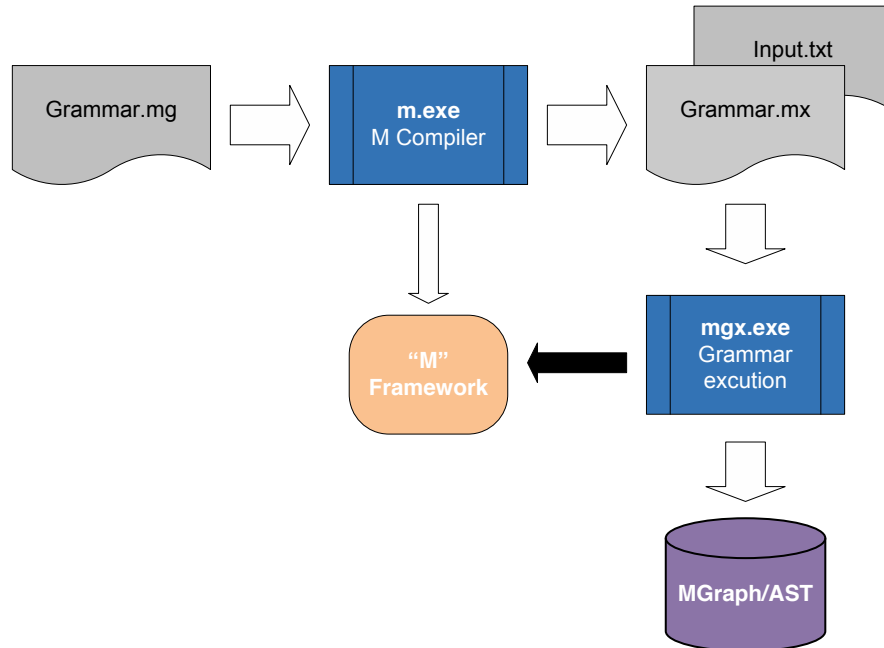 Input.txt
Grammar.mg
m.exe
M Compiler
Grammar.mx
mgx.exe
Grammar
excution
“M”
Framework
MGraph/AST